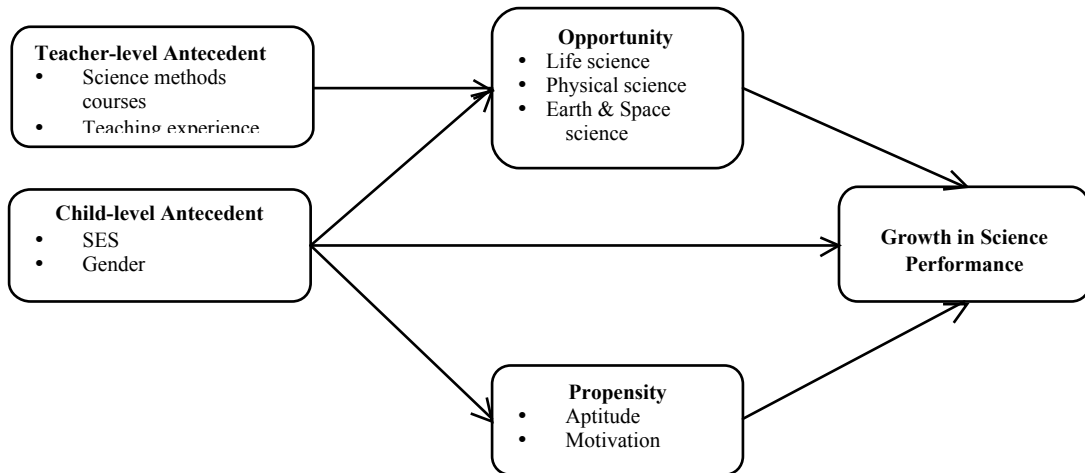 Teacher-level Antecedent
• Science methods
courses
• Teaching experience
Child-level Antecedent
• SES
• Gender
Opportunity
• Life science
• Physical science
• Earth & Space
science
Propensity
• Aptitude
• Motivation
Growth in Science
Performance